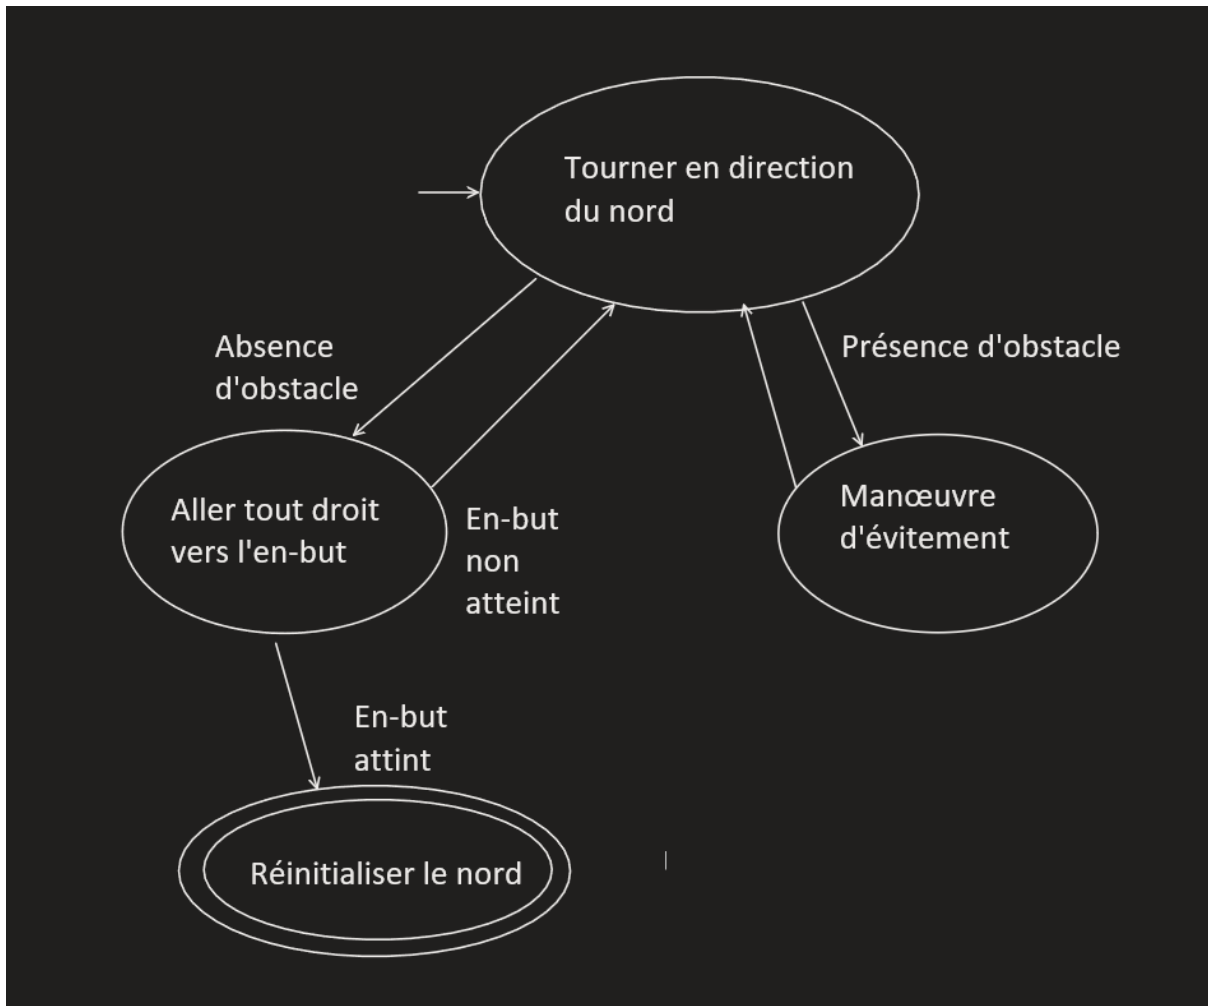 Tourner en direction
du nord
Absence
d'obstacle
Présence d'obstacle
Aller tout droit
vers l'en-but
En-but
non
atteint
Manœuvre
d'évitement
En-but
attint
Réinitialiser le nord